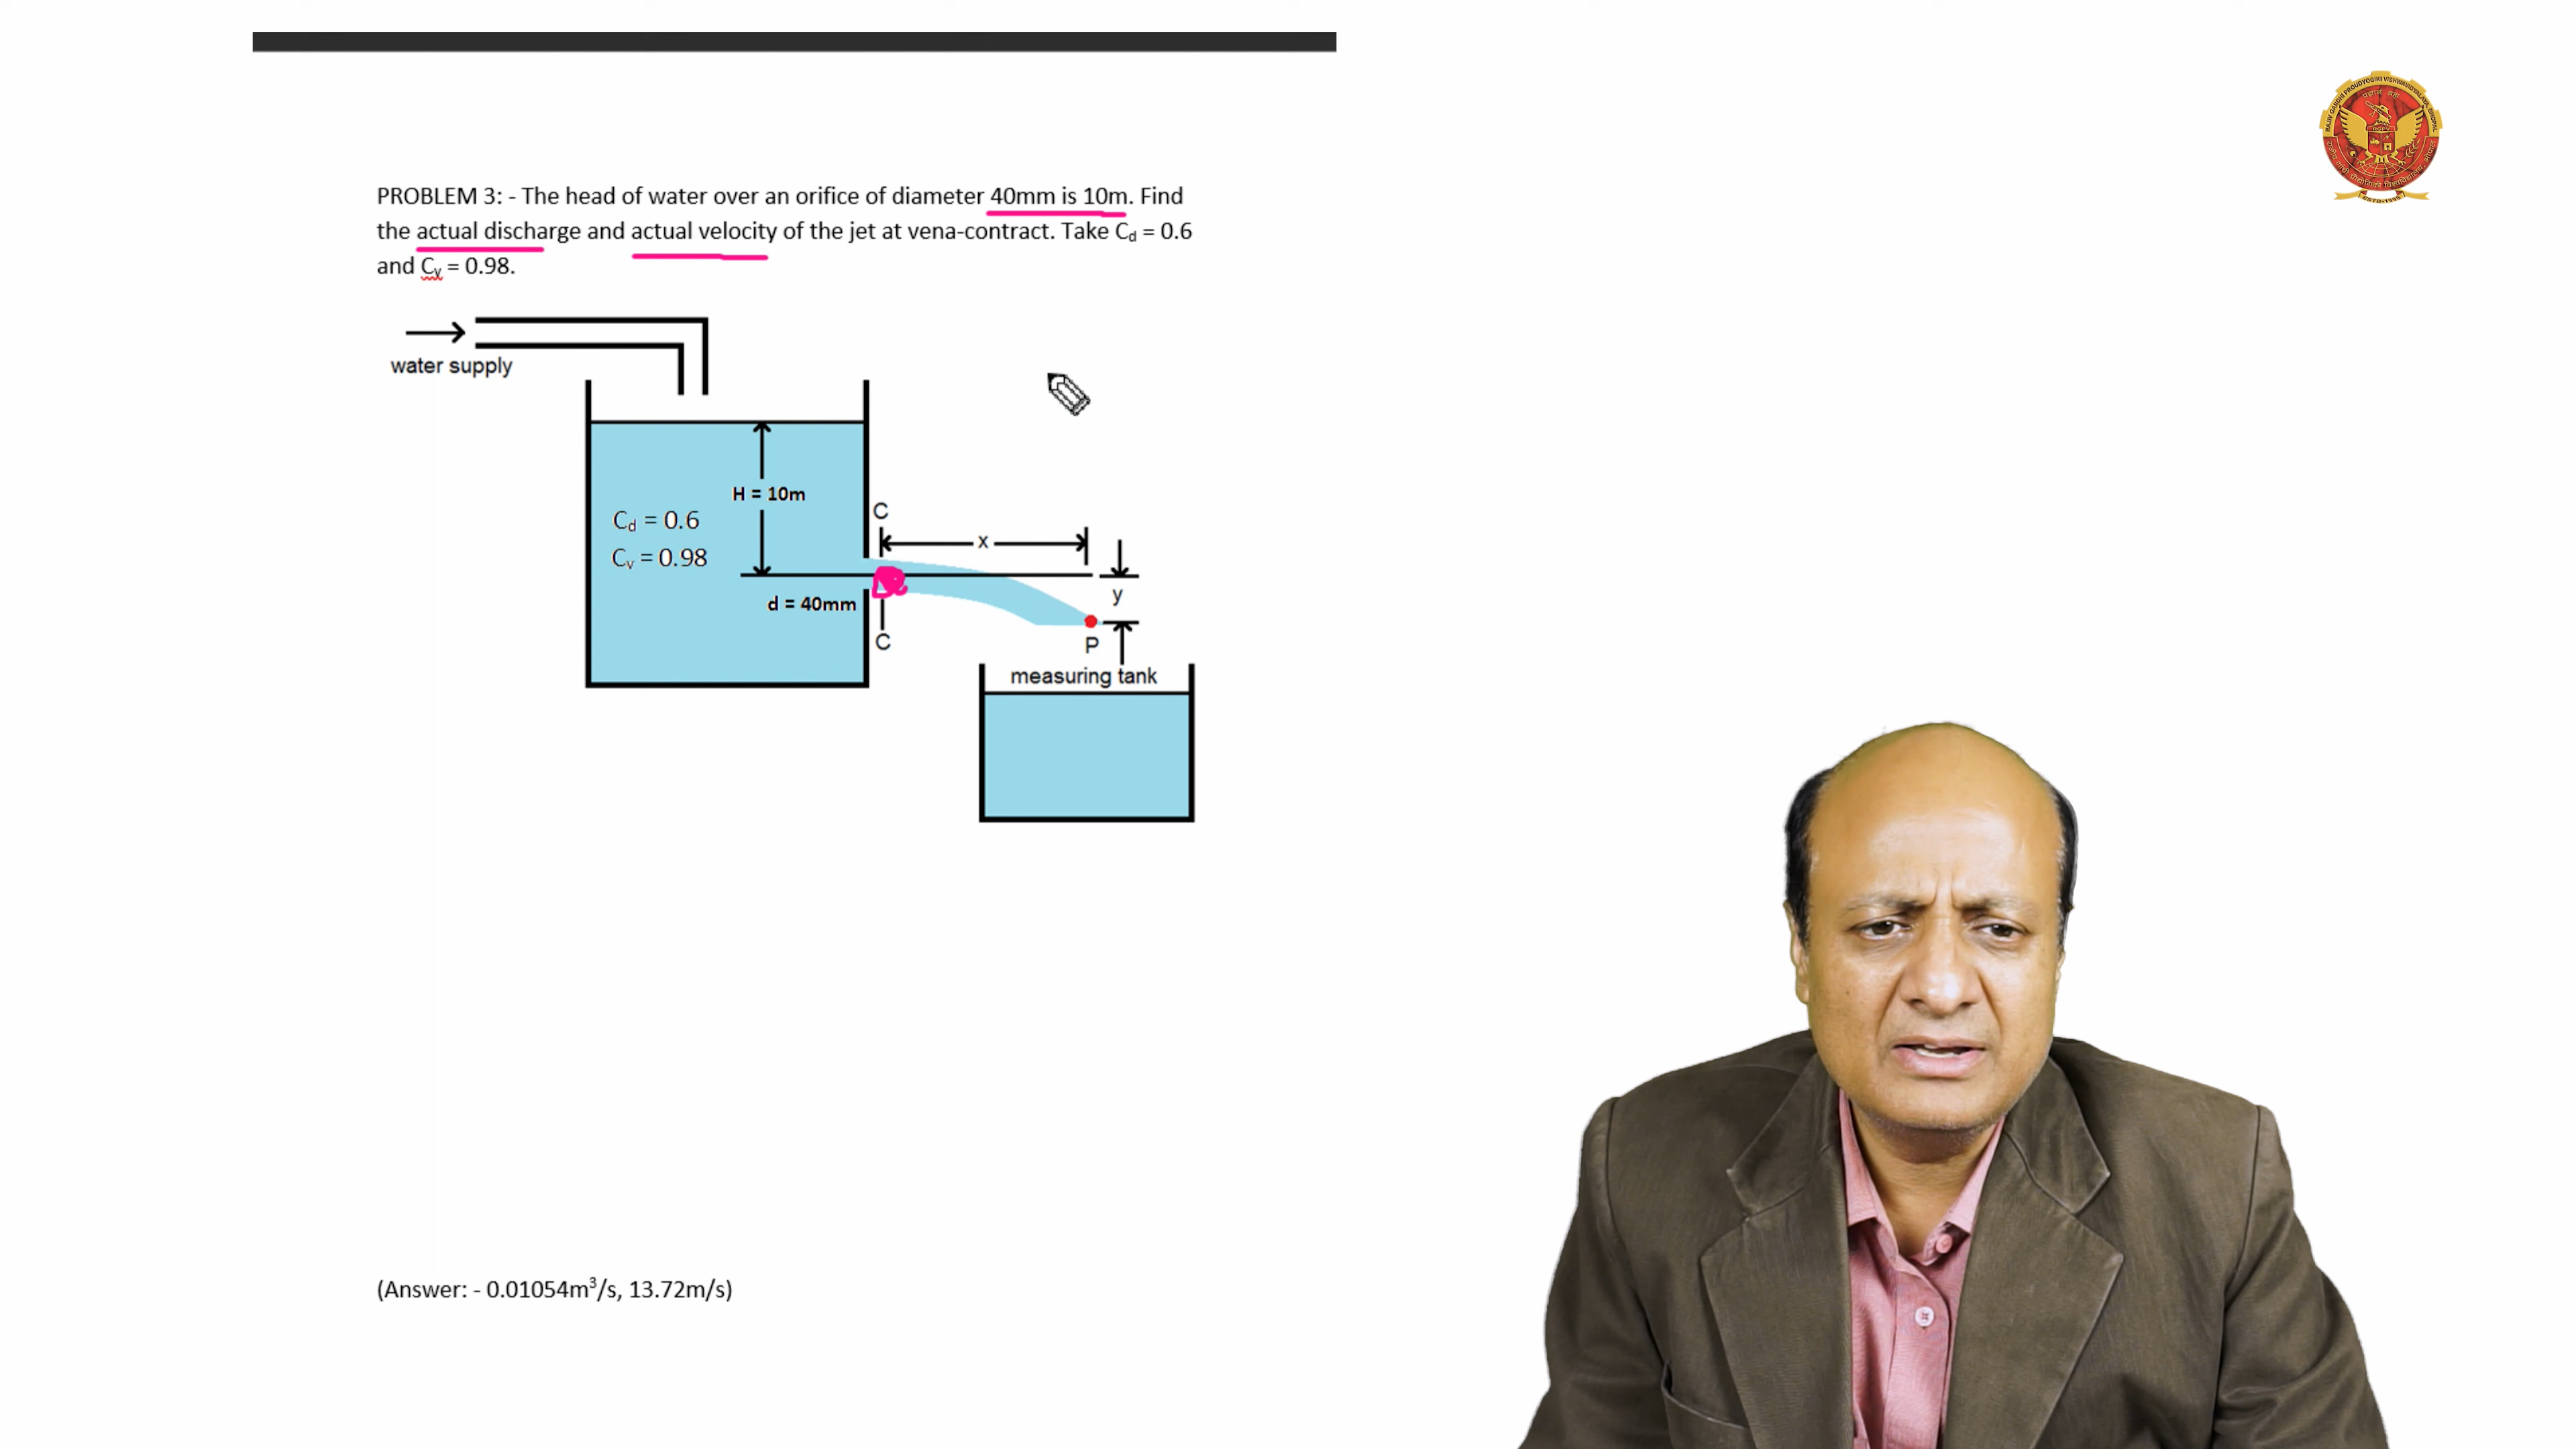 PROBLEM 3: - The head of water over an orifice of diameter 40mm is 10m. Find
the actual discharge and actual velocity of the jet at vena-contract. Take Cd = 0.6
and Cv = 0.98.
water supply
H = 10m
Cd = 0.6
Cv = 0.98
C
x
d = 40mm
y
C
P
measuring tank
(Answer: - 0.01054m³/s, 13.72m/s)